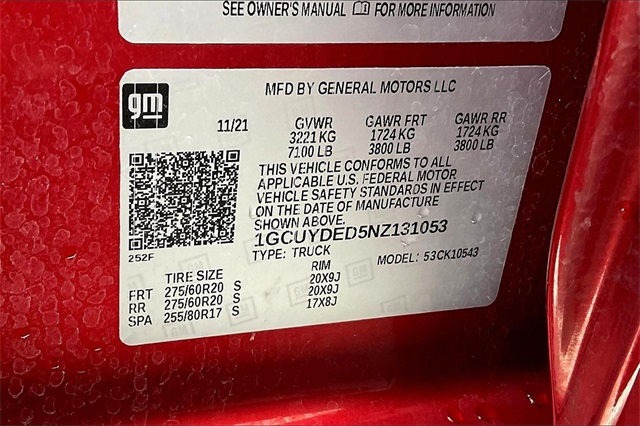 SEE OWNER'S MANUAL FOR MORE INFORMATION
gm
MFD BY GENERAL MOTORS LLC
11/21 GVWR GAWR FRT GAWR RR
3221 KG 1724 KG 1724 KG
7100 LB 3800 LB 3800 LB
THIS VEHICLE CONFORMS TO ALL
APPLICABLE U.S. FEDERAL MOTOR
VEHICLE SAFETY STANDARDS IN EFFECT
ON THE DATE OF MANUFACTURE
SHOWN ABOVE.
1GCUYDED5NZ131053
252F
TYPE: TRUCK MODEL: 53CK10543
TIRE SIZE RIM
FRT 275/60R20 S 20X9J
RR 275/60R20 S 20X9J
SPA 255/80R17 S 17X8J